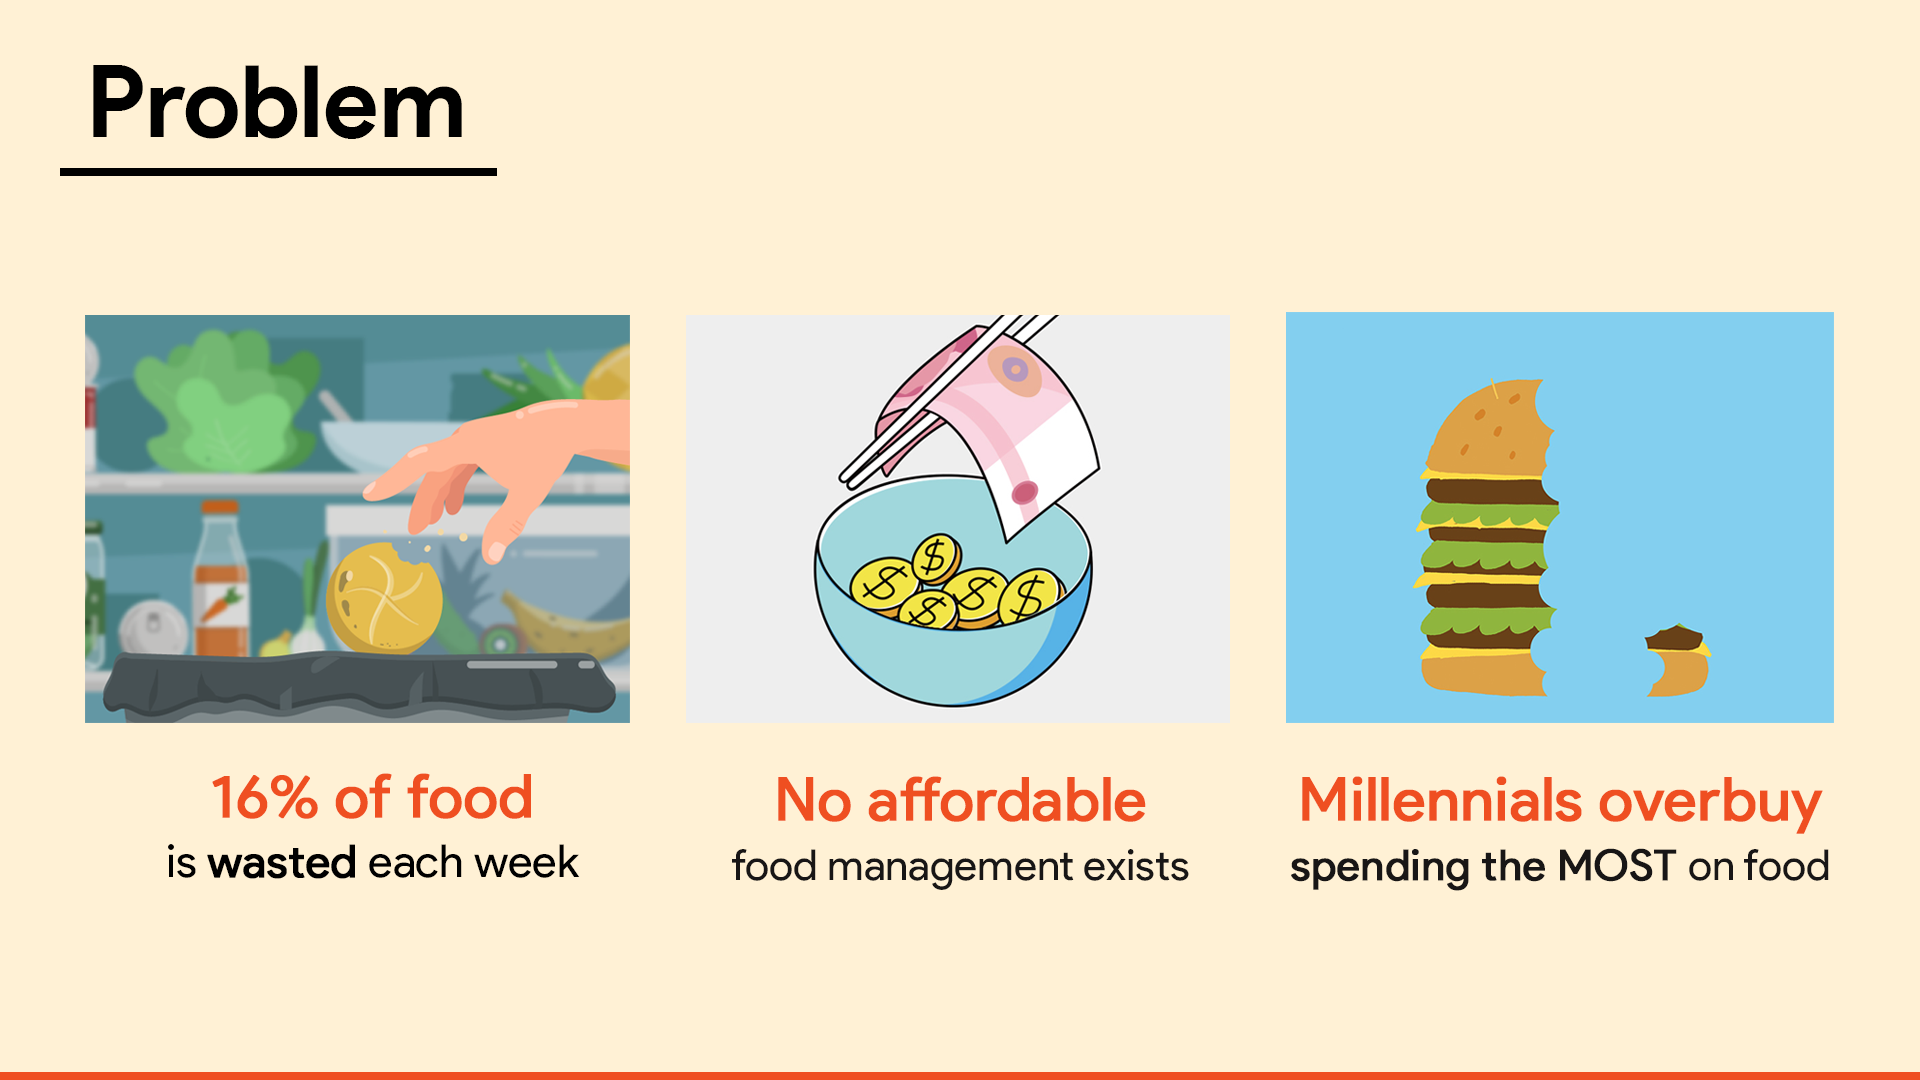 Problem
16% of food
is wasted each week
No affordable
food management exists
Millennials overbuy
spending the MOST on food